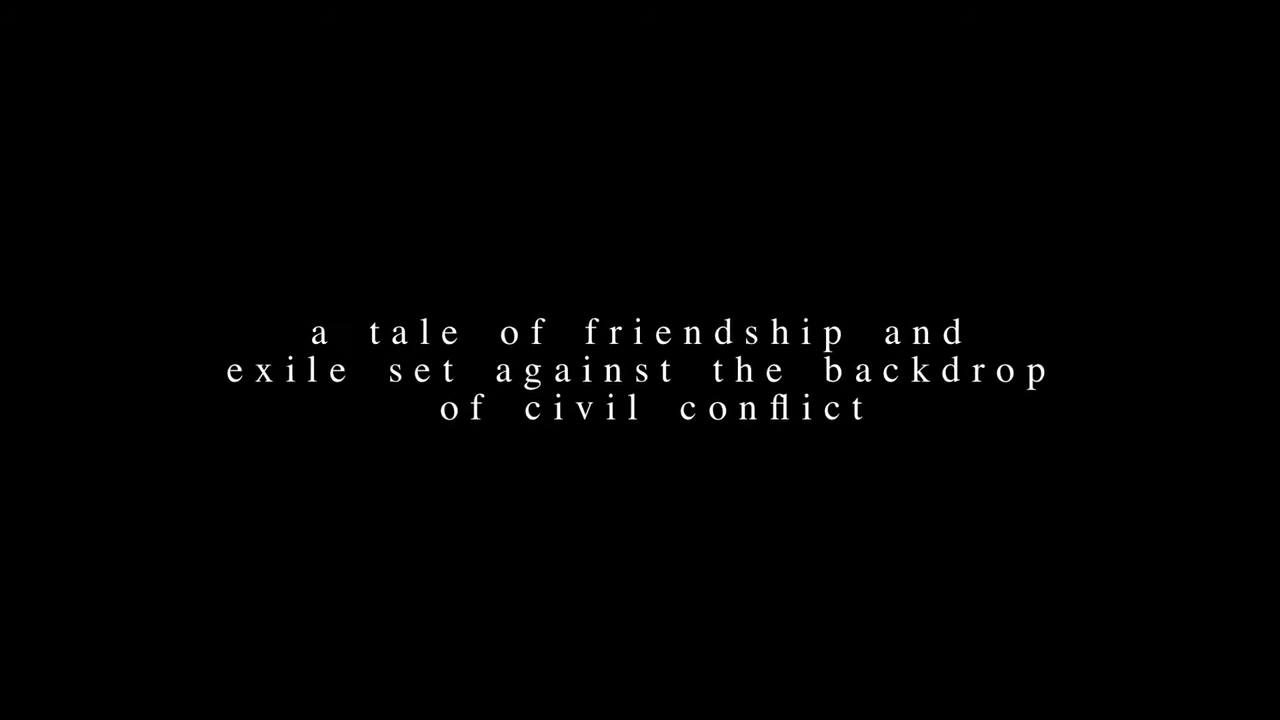 a tale of friendship and
exile set against the backdrop
of civil conflict